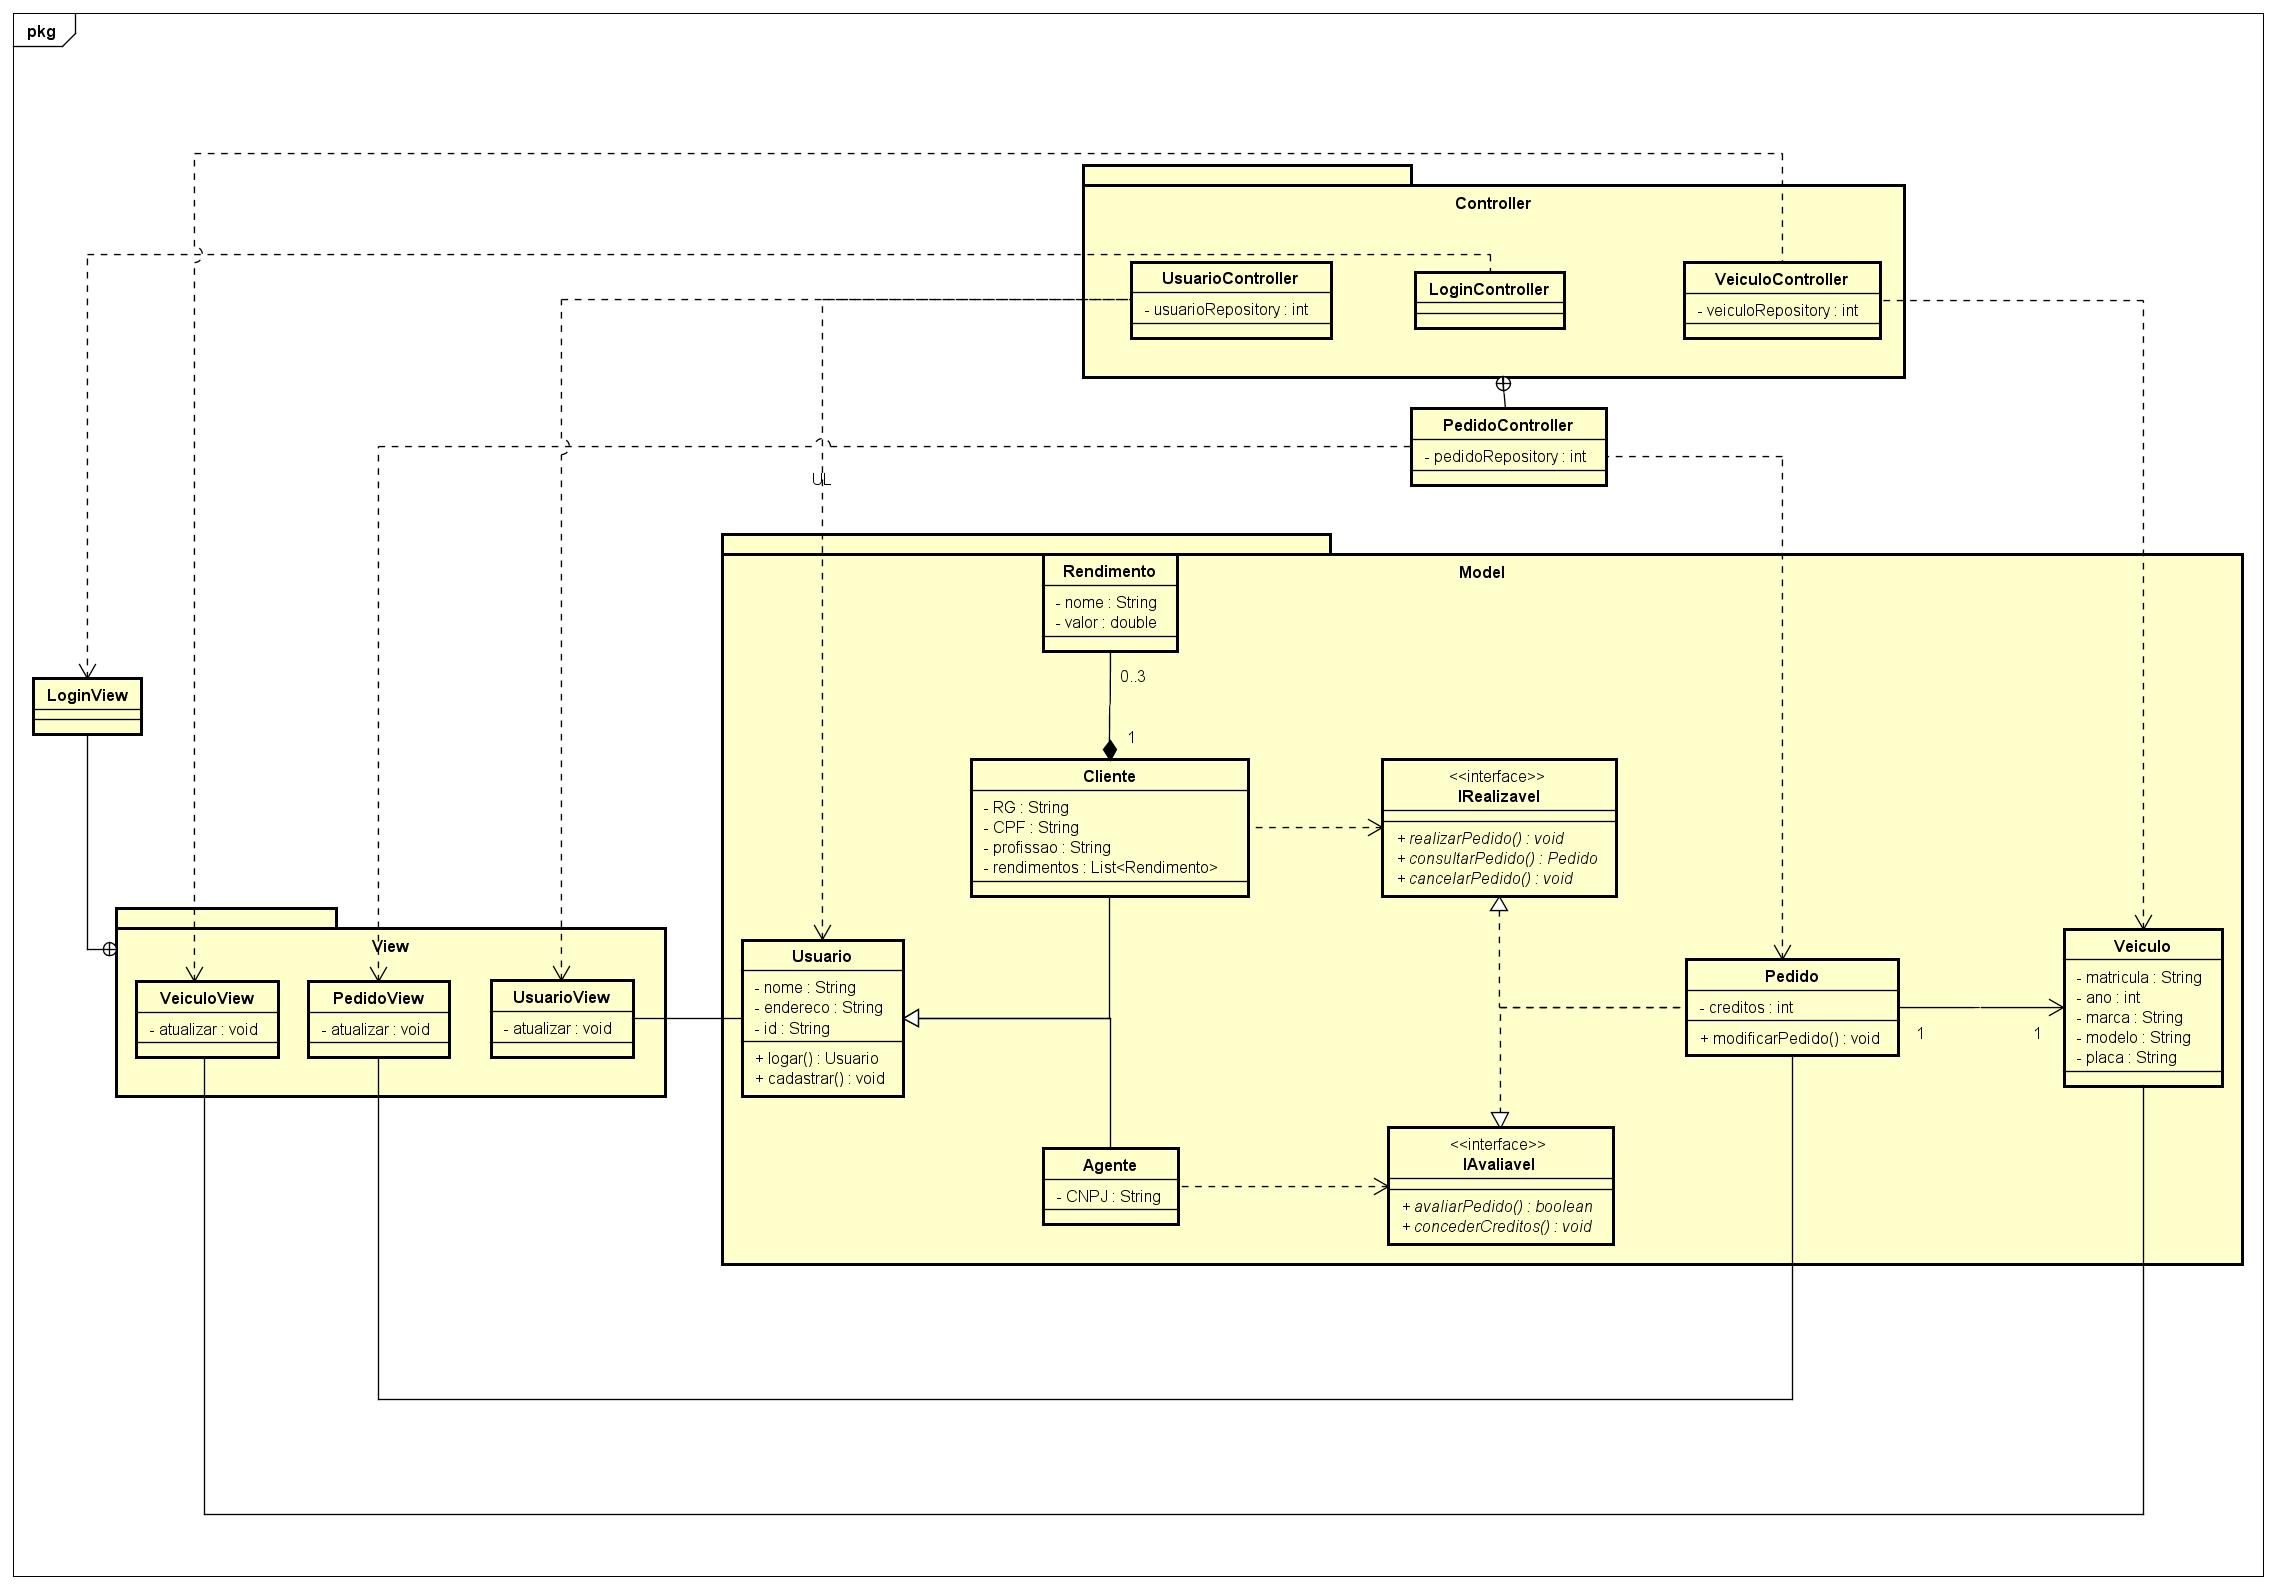 pkg
Controller
UsuarioController
- usuarioRepository : int
LoginController
VeiculoController
- veiculoRepository : int
PedidoController
- pedidoRepository : int
UL
Model
Rendimento
- nome : String
- valor : double
0..3
1
LoginView
Cliente
- RG : String
- CPF : String
- profissao : String
- rendimentos : List<Rendimento>
<<interface>>
IRealizavel
+ realizarPedido() : void
+ consultarPedido() : Pedido
+ cancelarPedido() : void
View
VeiculoView
- atualizar : void
PedidoView
- atualizar : void
UsuarioView
- atualizar : void
Usuario
- nome : String
- endereco : String
- id : String
+ logar() : Usuario
+ cadastrar() : void
Pedido
- creditos : int
+ modificarPedido() : void
1
1
Veiculo
- matricula : String
- ano : int
- marca : String
- modelo : String
- placa : String
Agente
- CNPJ : String
<<interface>>
IAvaliavel
+ avaliarPedido() : boolean
+ concederCreditos() : void